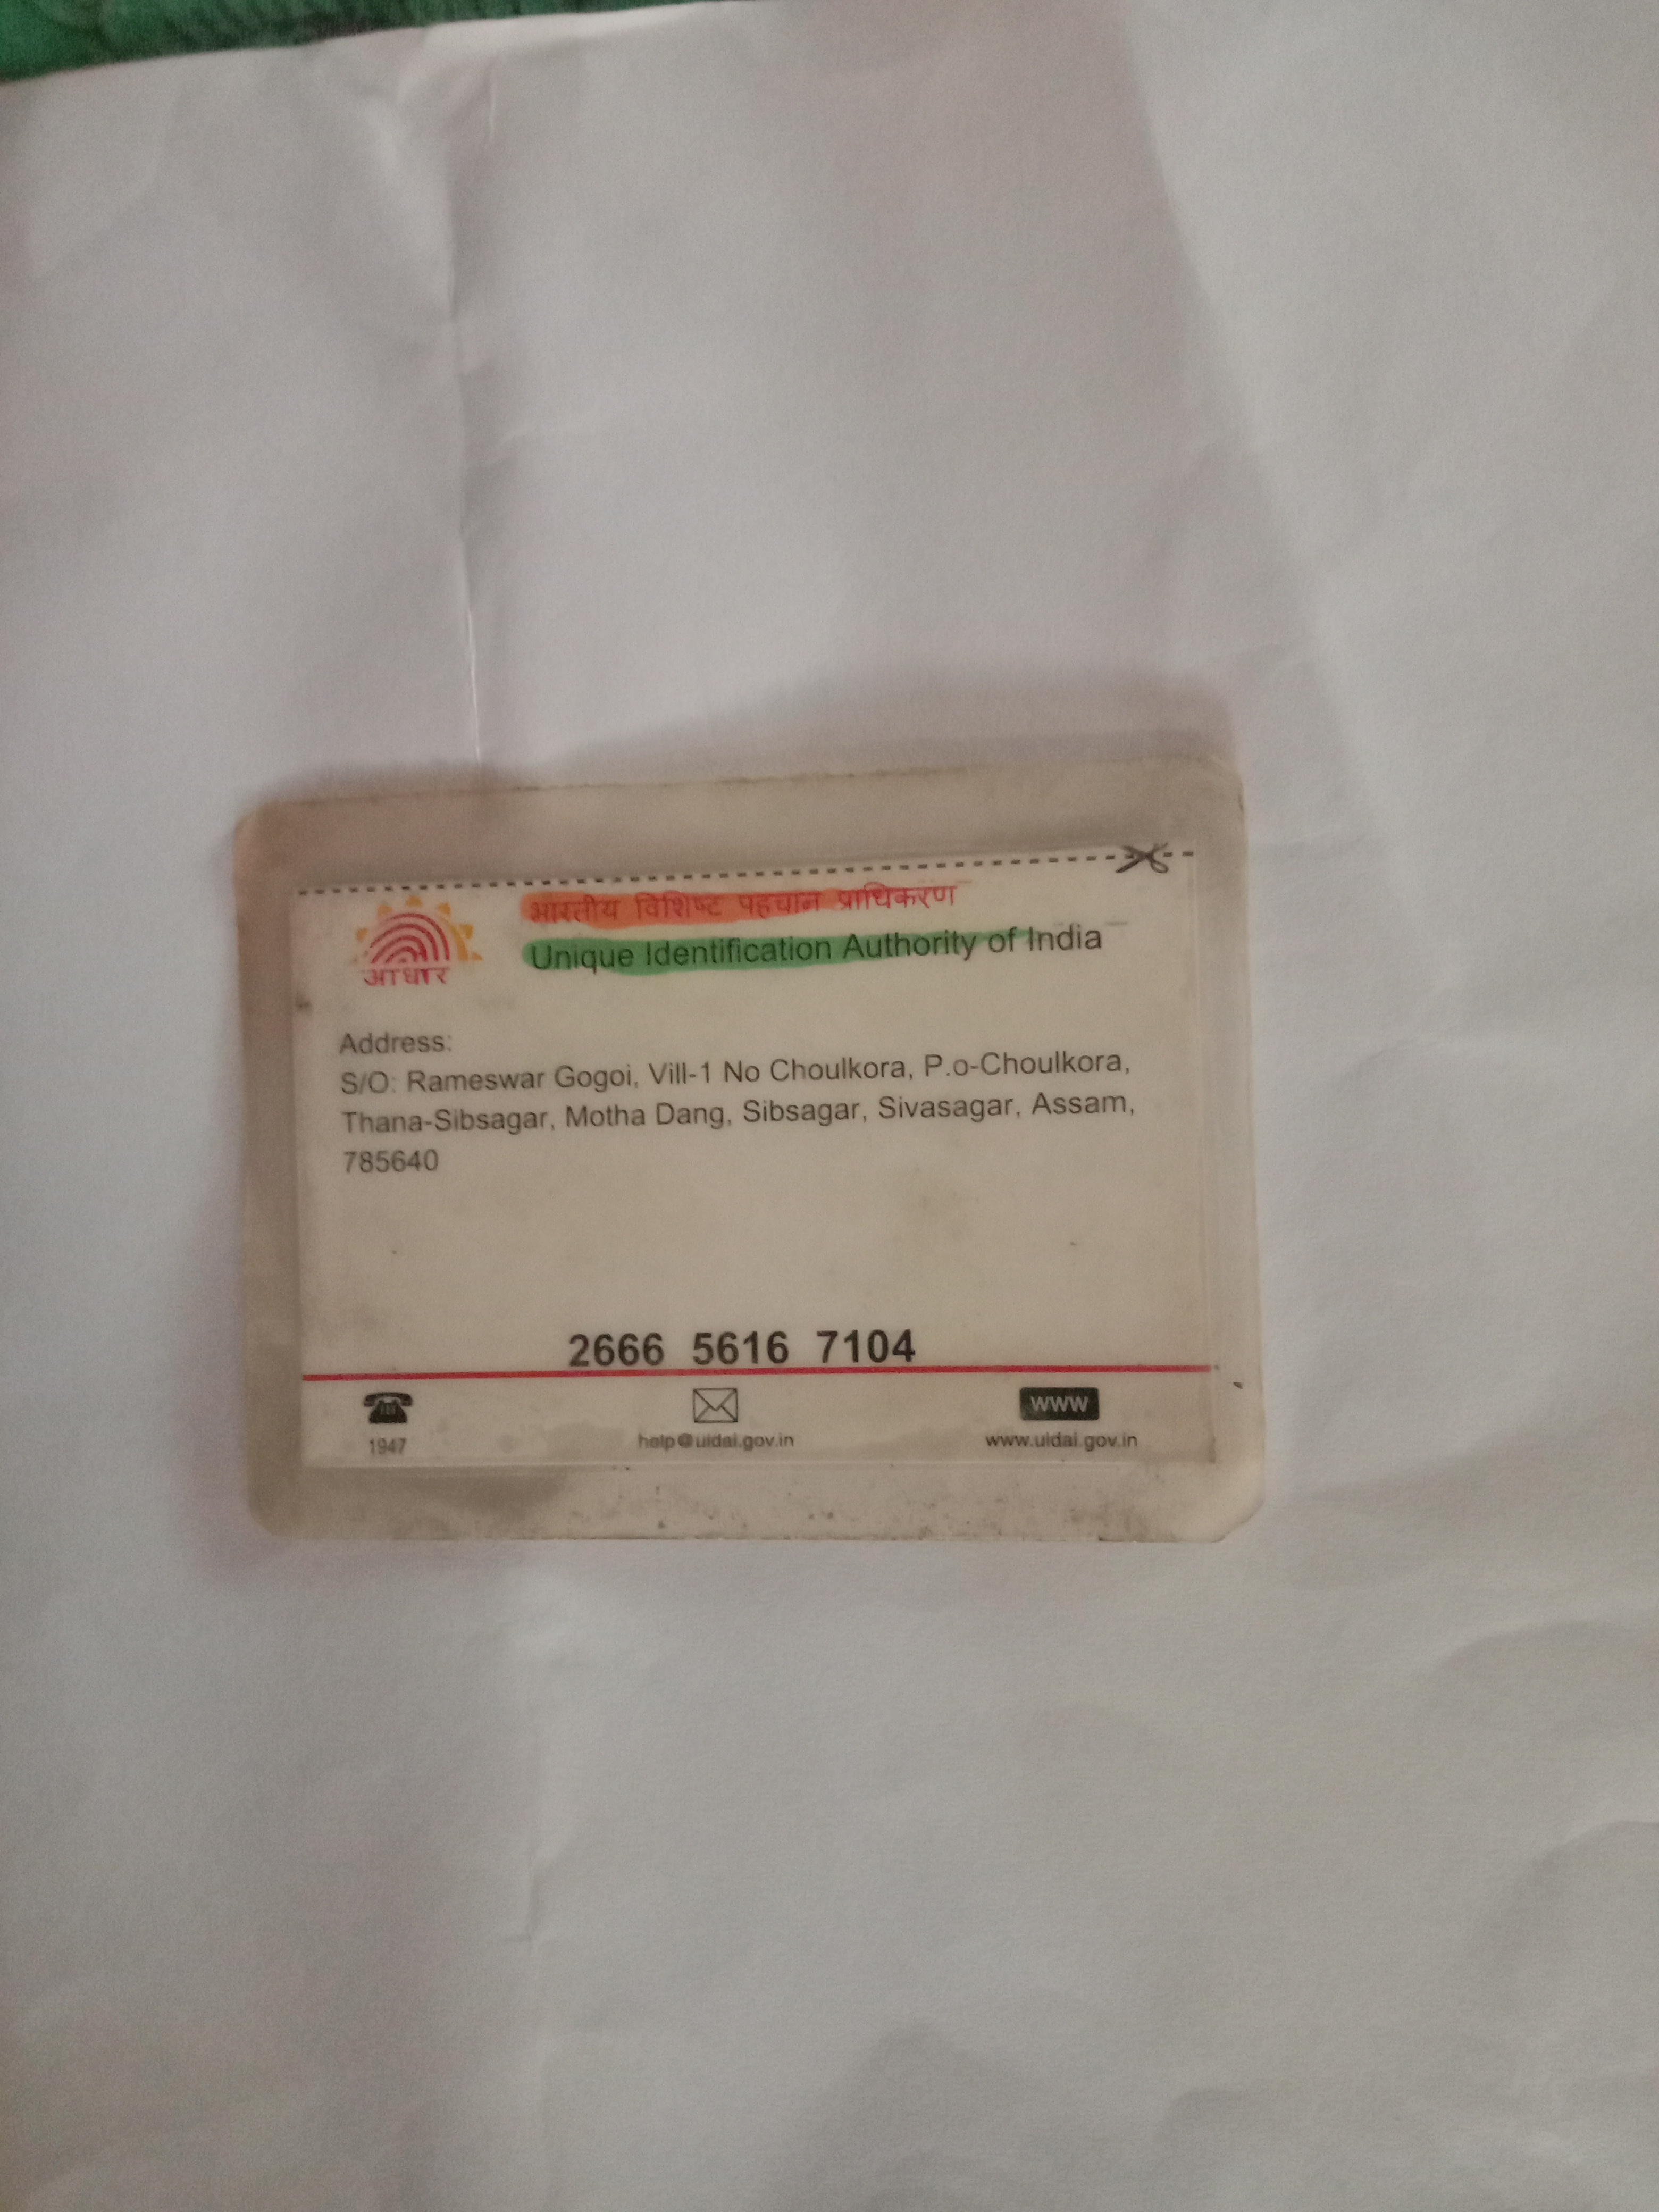 भारतीय विशिष्ट पहचान प्राधिकरण
Unique Identification Authority of India
आधार
Address:
S/O: Rameswar Gogoi, Vill-1 No Choulkora, P.o-Choulkora,
Thana-Sibsagar, Motha Dang, Sibsagar, Sivasagar, Assam,
785640
2666 5616 7104
1947
help@uidai.gov.in
WWW
www.uidai.gov.in